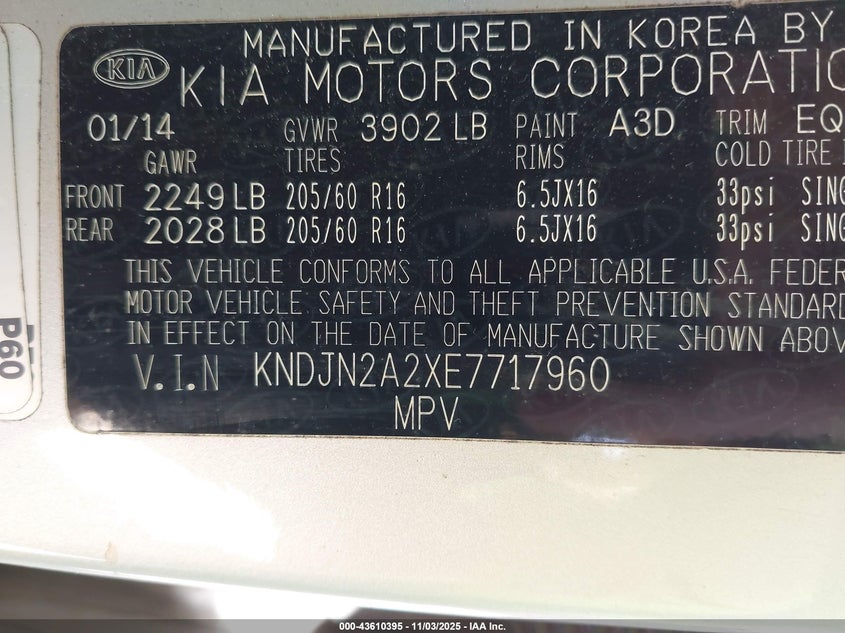 MANUFACTURED IN KOREA BY
KIA KIA MOTORS CORPORATIO
01/14 GVWR 3902 LB PAINT A3D TRIM EQ
GAWR TIRES RIMS COLD TIRE
FRONT 2249 LB 205/60 R16 6.5JX16 33psi SING
REAR 2028 LB 205/60 R16 6.5JX16 33psi SING
THIS VEHICLE CONFORMS TO ALL APPLICABLE U.S.A. FEDER
MOTOR VEHICLE SAFETY AND THEFT PREVENTION STANDARD
IN EFFECT ON THE DATE OF MANUFACTURE SHOWN ABOV
V.I.N KNDJN2A2XE7717960
MPV
P60
000-43610395 - 11/03/2025 - IAA Inc.